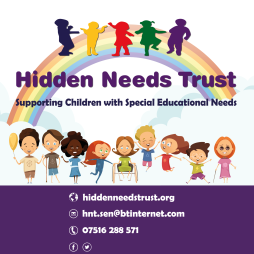 Hidden Needs Trust
Supporting Children with Special Educational Needs
hiddenneedstrust.org
hnt.sen@btinternet.com
07516 288 571